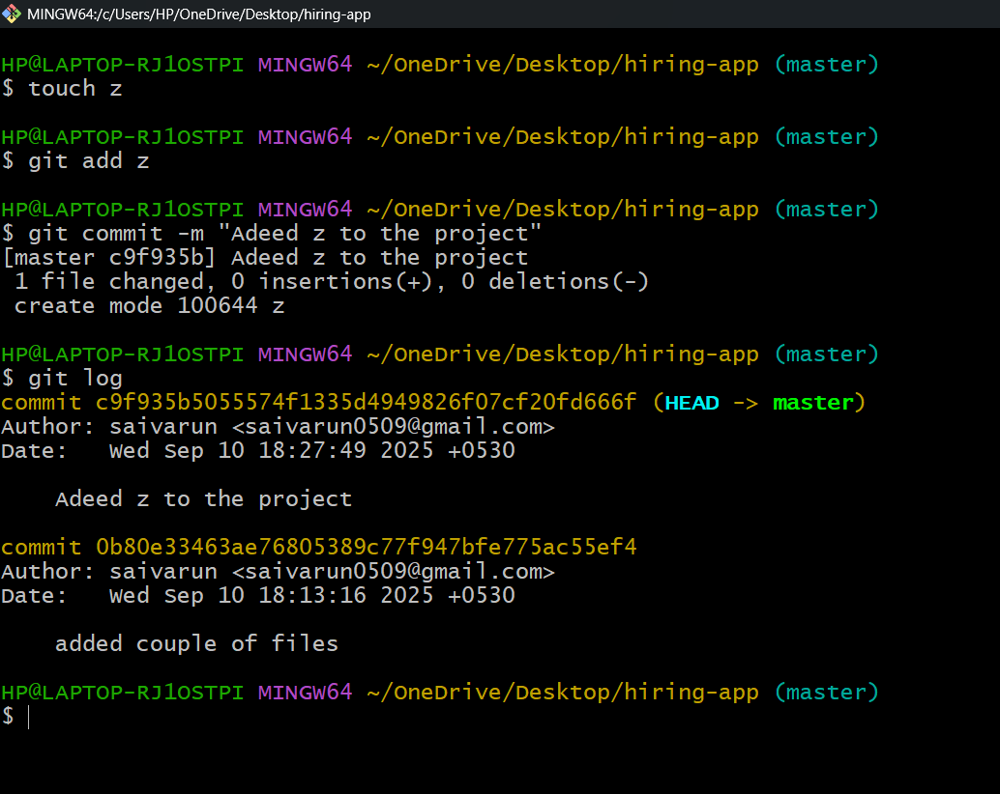 MINGW64:/c/Users/HP/OneDrive/Desktop/hiring-app
HP@LAPTOP-RJ1OSTPI MINGW64 ~/OneDrive/Desktop/hiring-app (master)
$ touch z
HP@LAPTOP-RJ1OSTPI MINGW64 ~/OneDrive/Desktop/hiring-app (master)
$ git add z
HP@LAPTOP-RJ1OSTPI MINGW64 ~/OneDrive/Desktop/hiring-app (master)
$ git commit -m "Adeed z to the project"
[master c9f935b] Adeed z to the project
 1 file changed, 0 insertions(+), 0 deletions(-)
 create mode 100644 z
HP@LAPTOP-RJ1OSTPI MINGW64 ~/OneDrive/Desktop/hiring-app (master)
$ git log
commit c9f935b5055574f1335d4949826f07cf20fd666f (HEAD -> master)
Author: saivarun <saivarun0509@gmail.com>
Date:   Wed Sep 10 18:27:49 2025 +0530
    Adeed z to the project
commit 0b80e33463ae76805389c77f947bfe775ac55ef4
Author: saivarun <saivarun0509@gmail.com>
Date:   Wed Sep 10 18:13:16 2025 +0530
    added couple of files
HP@LAPTOP-RJ1OSTPI MINGW64 ~/OneDrive/Desktop/hiring-app (master)
$